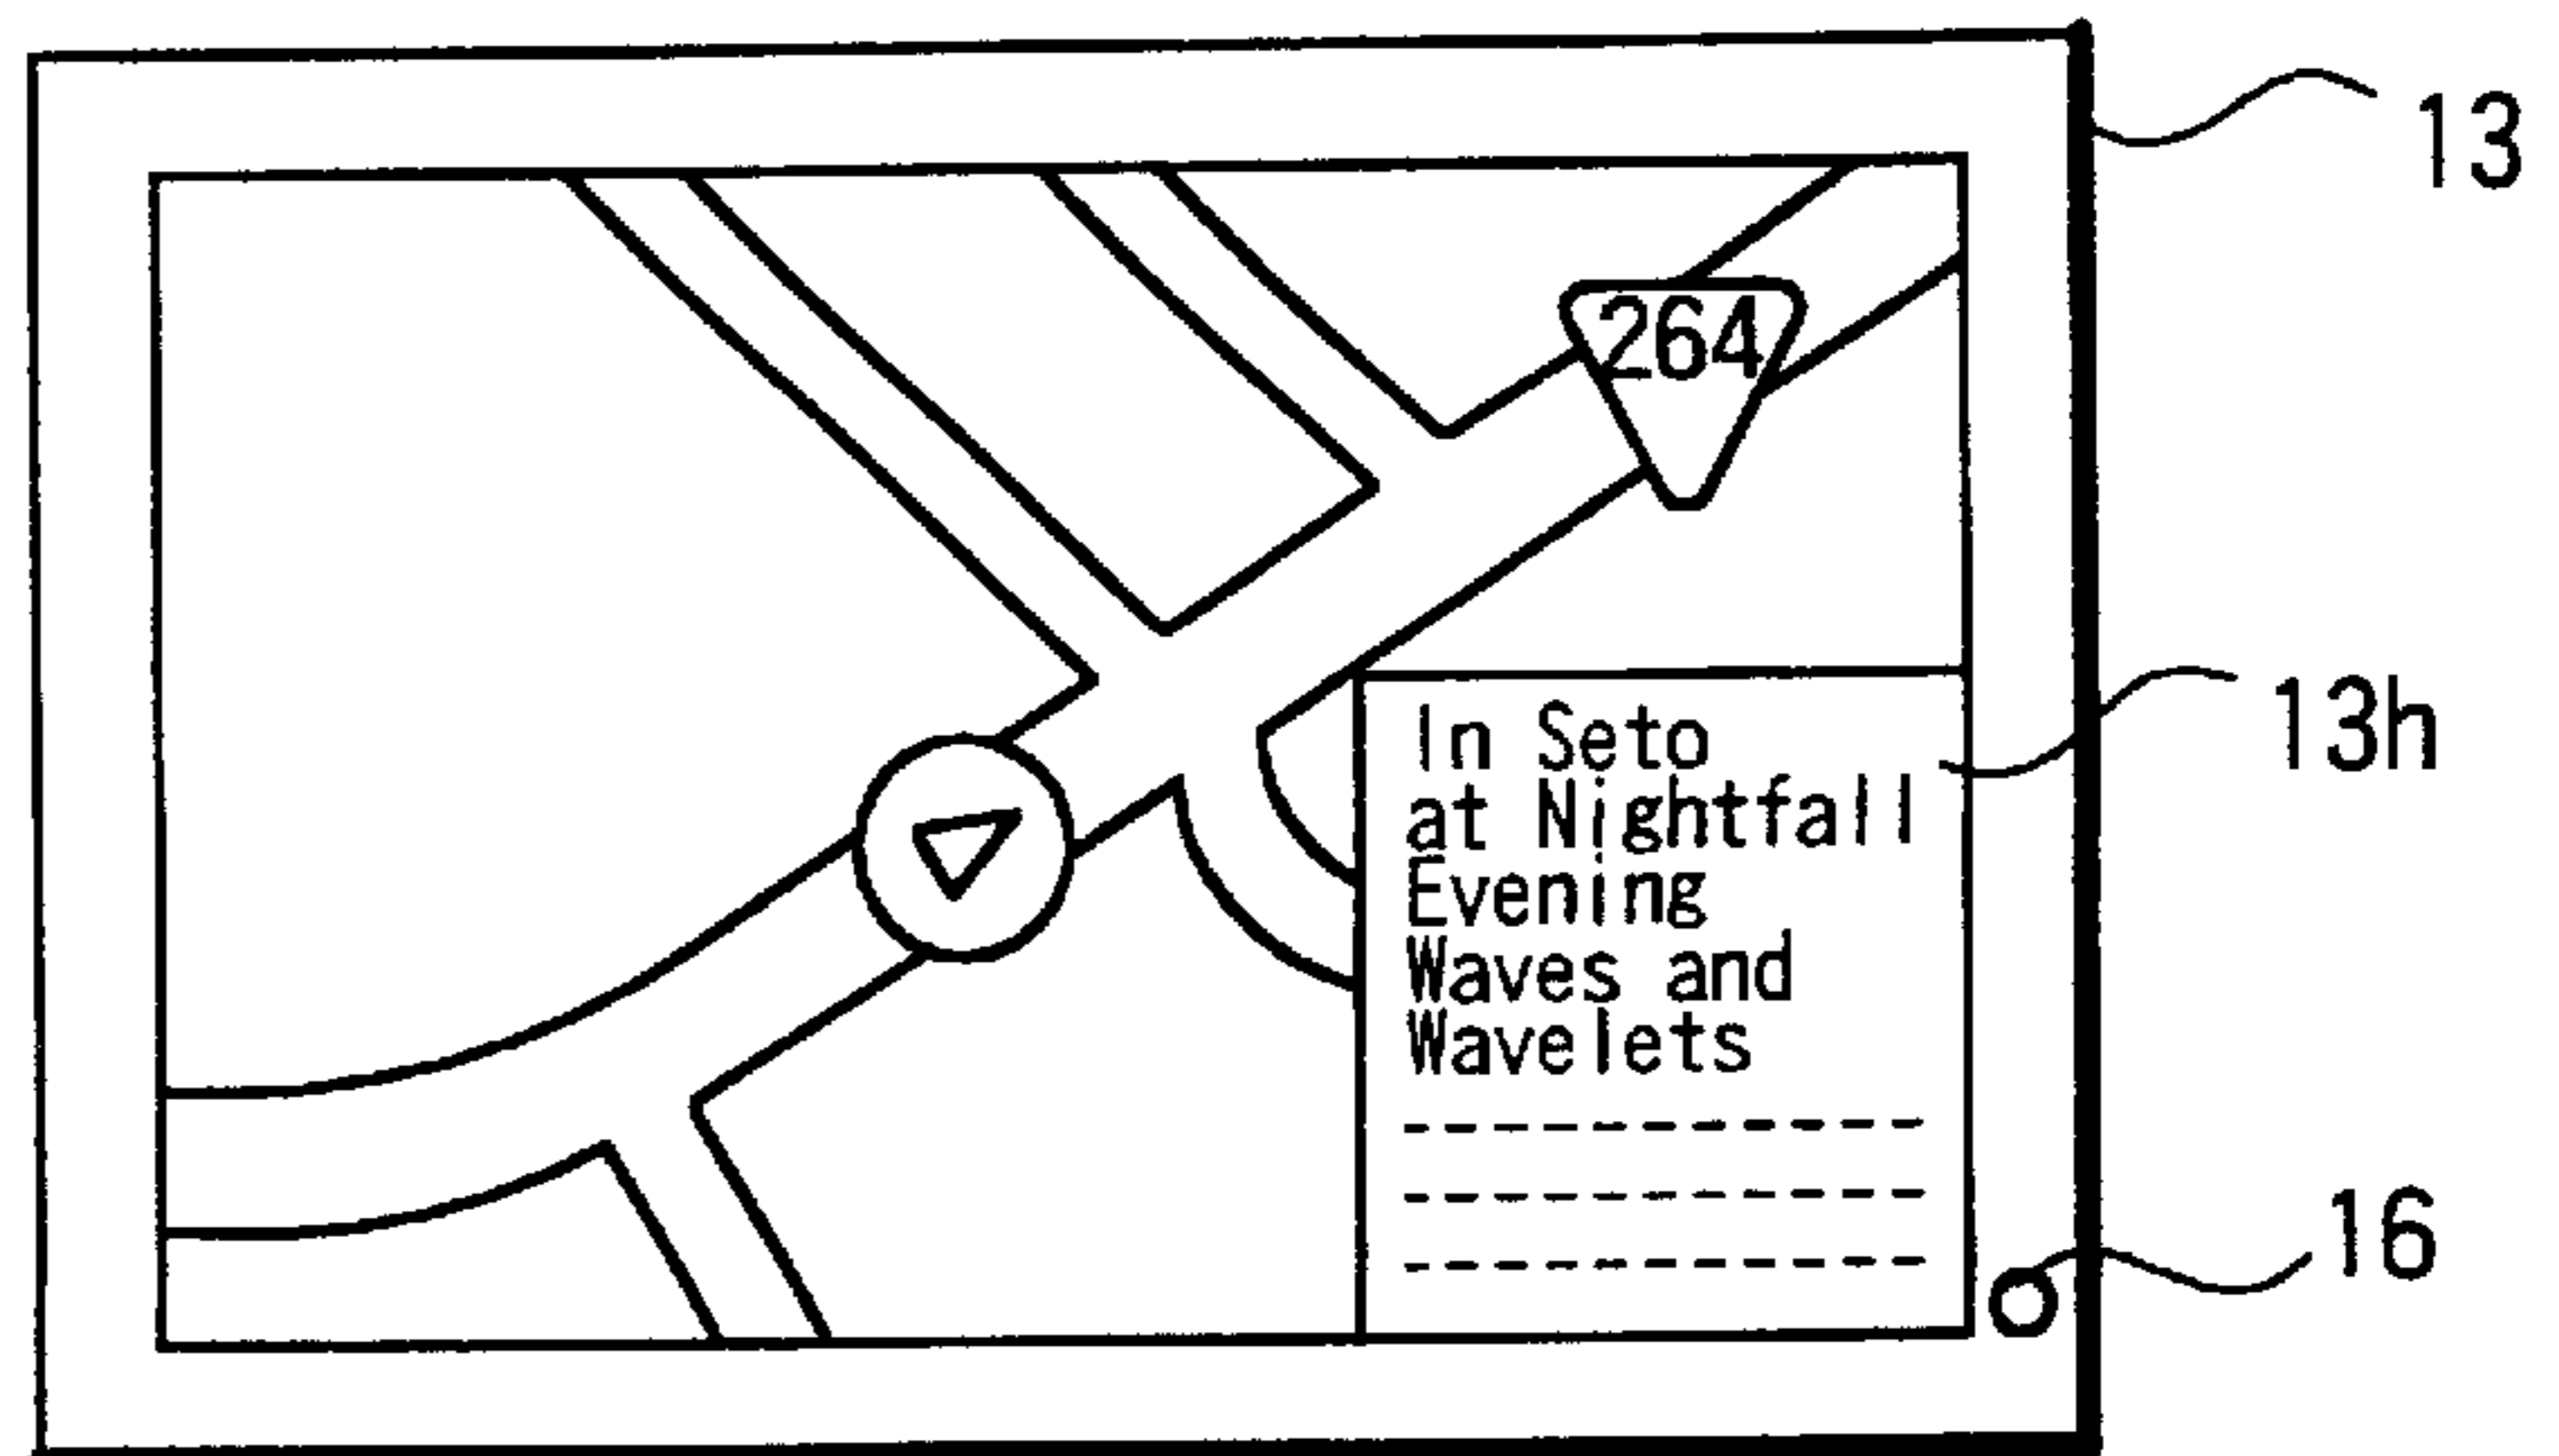 13
264
In Seto
at Nightfall
Evening
Waves and
Wavelets
13h
16